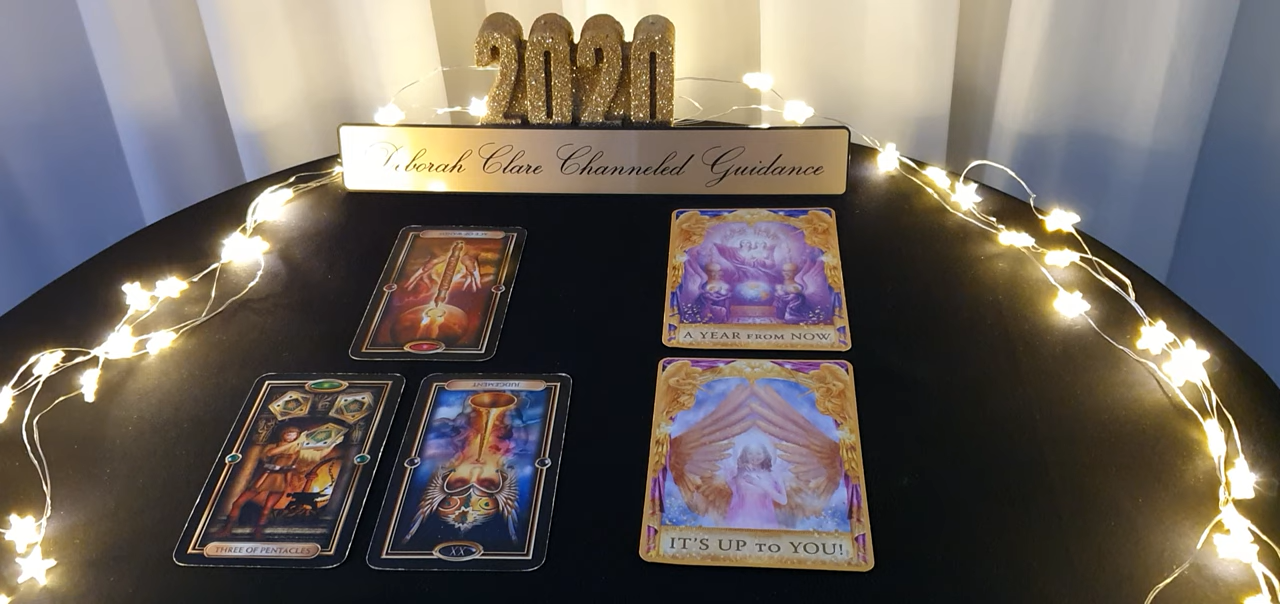 2020
Deborah Clare Channeled Guidance
A YEAR FROM NOW
THREE OF PENTACLES
JUDGEMENT
XX
IT'S UP TO YOU!